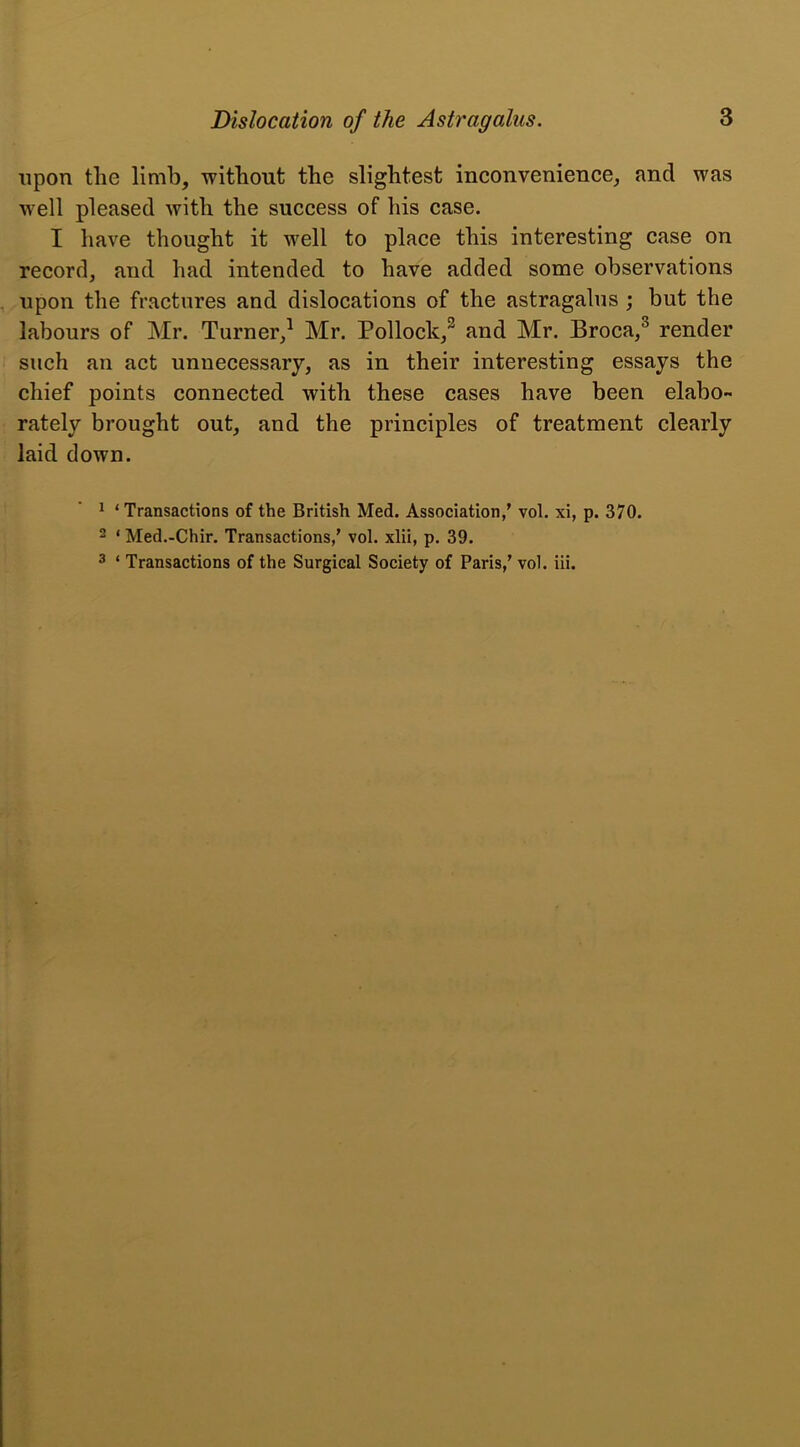 Dislocation of the Astragalus. 3
upon the limb, without the slightest inconvenience, and was
well pleased with the success of his case.
I have thought it well to place this interesting case on
record, and had intended to have added some observations
upon the fractures and dislocations of the astragalus ; but the
labours of Mr. Turner,¹ Mr. Pollock,² and Mr. Broca,³ render
such an act unnecessary, as in their interesting essays the
chief points connected with these cases have been elabo-
rately brought out, and the principles of treatment clearly
laid down.
¹ ‘Transactions of the British Med. Association,’ vol. xi, p. 370.
² ‘Med.-Chir. Transactions,’ vol. xlii, p. 39.
³ ‘Transactions of the Surgical Society of Paris,’ vol. iii.